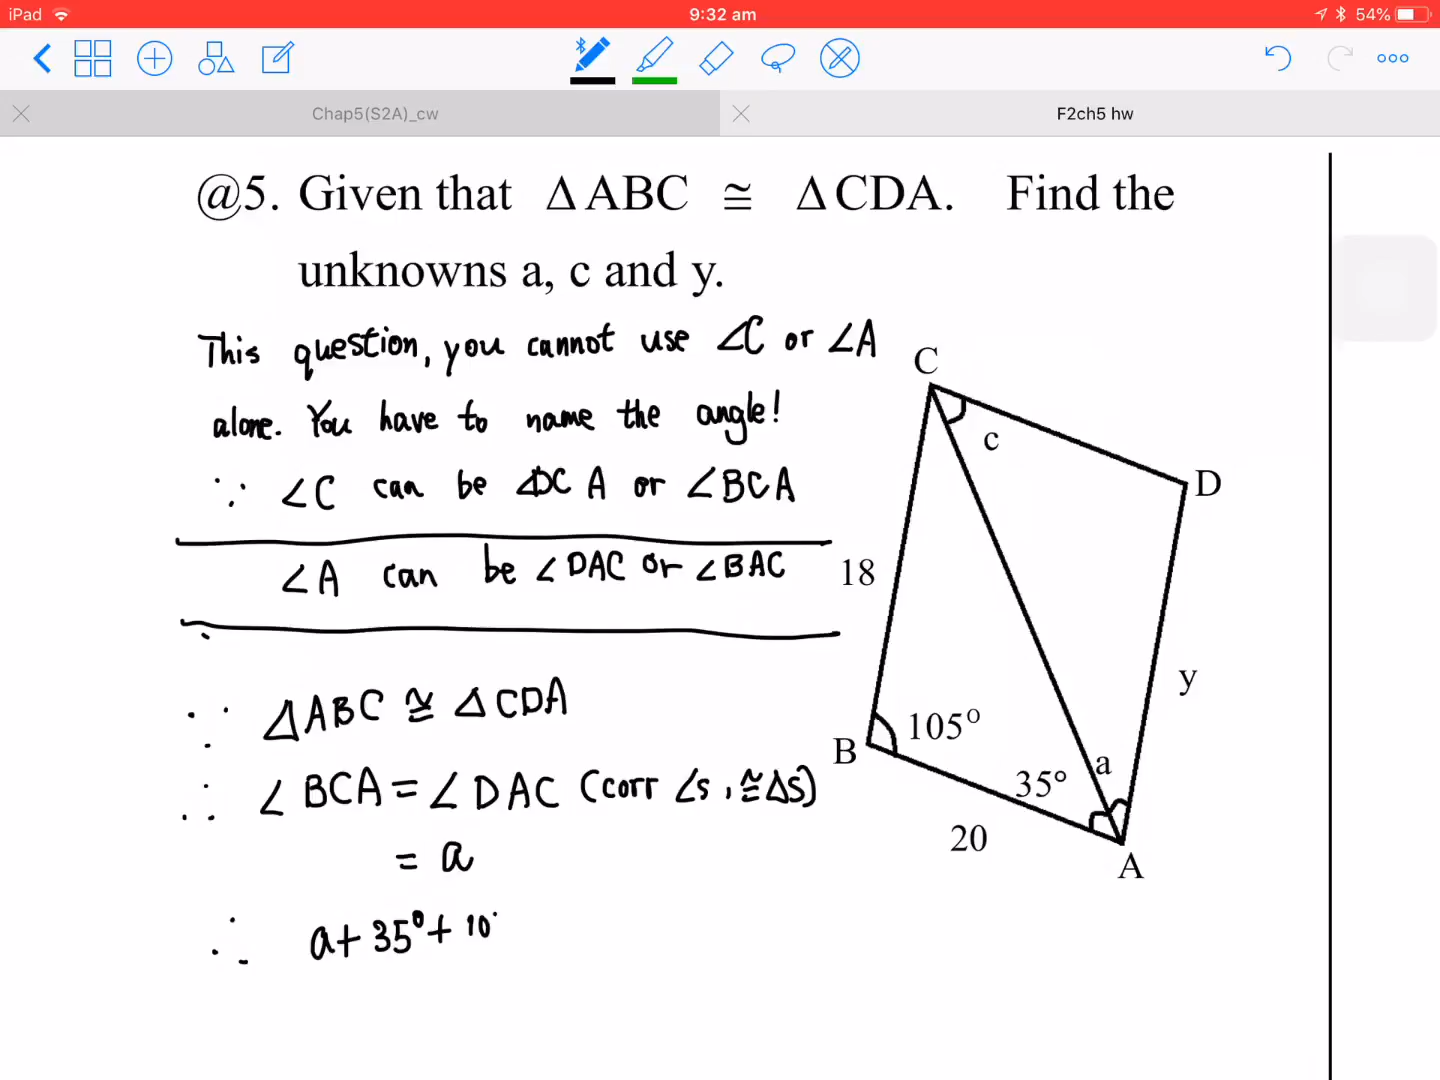 iPad
9:32 am
54%
Chap5(S2A)_cw
F2ch5 hw
@5. Given that ΔABC ≅ ΔCDA. Find the
unknowns a, c and y.
This question, you cannot use ∠C or ∠A
alone. You have to name the angle!
∵ ∠C can be ∠DCA or ∠BCA
∠A can be ∠DAC or ∠BAC
∵ ΔABC ≅ ΔCDA
∴ ∠BCA = ∠DAC (corr ∠s, ≅ Δs)
= a
∴ a + 35° + 10
C
c
D
18
y
B
105°
35°
a
20
A